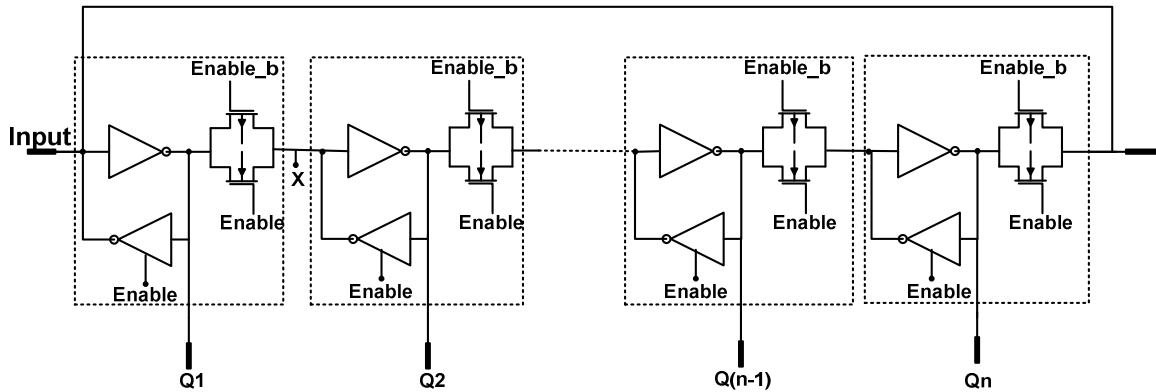 Enable_b
Enable_b
Enable_b
Enable_b
Input
X
Enable
Enable
Enable
Enable
Enable
Enable
Enable
Enable
Q1
Q2
Q(n-1)
Qn